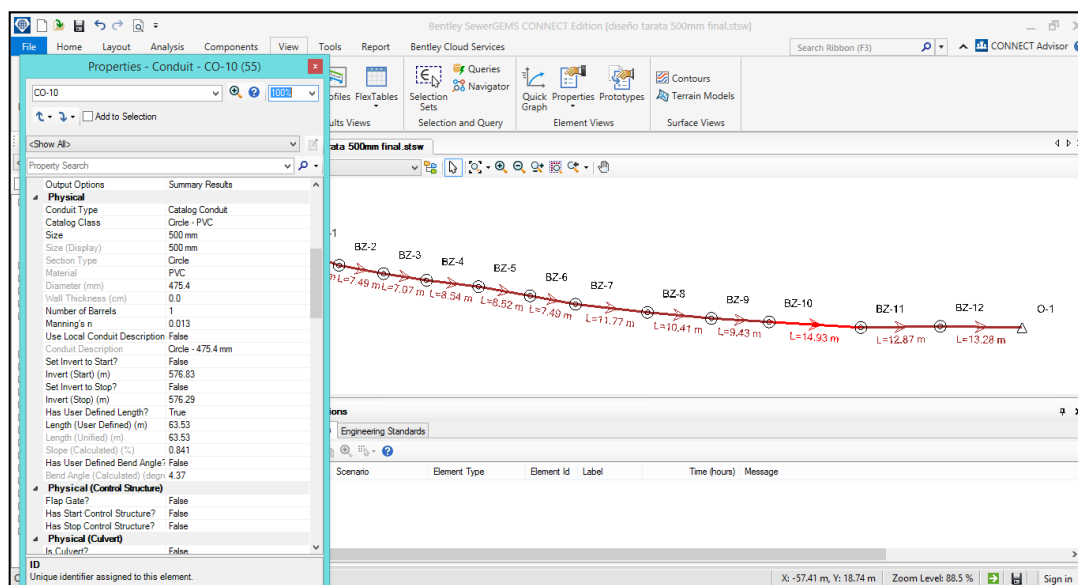 Bentley SewerGEMS CONNECT Edition [diseño tarata 500mm final.stsw]
File Home Layout Analysis Components View Tools Report Bentley Cloud Services
Search Ribbon (F3)
CONNECT Advisor
Properties - Conduit - CO-10 (55)
CO-10
100%
Add to Selection
<Show All>
Property Search
Output Options Summary Results
Physical
Conduit Type Catalog Conduit
Catalog Class Circle - PVC
Size 500 mm
Size (Display) 500 mm
Section Type Circle
Material PVC
Diameter (mm) 475.4
Wall Thickness (cm) 0.0
Number of Barrels 1
Manning's n 0.013
Use Local Conduit Description False
Conduit Description Circle - 475.4 mm
Set Invert to Start? False
Invert (Start) (m) 576.83
Set Invert to Stop? False
Invert (Stop) (m) 576.29
Has User Defined Length? True
Length (User Defined) (m) 63.53
Length (Unified) (m) 63.53
Slope (Calculated) (%) 0.841
Has User Defined Bend Angle? False
Bend Angle (Calculated) (degr 4.37
Physical (Control Structure)
Flap Gate? False
Has Start Control Structure? False
Has Stop Control Structure? False
Physical (Culvert)
Is Culvert? False
ID
Unique identifier assigned to this element.
ofiles FlexTables
Selection Sets
Queries
Navigator
Quick Graph
Properties
Prototypes
Contours
Terrain Models
ults Views
Selection and Query
Element Views
Surface Views
rata 500mm final.stsw
-1
BZ-2
BZ-3
BZ-4
BZ-5
BZ-6
BZ-7
BZ-8
BZ-9
BZ-10
BZ-11
BZ-12
O-1
m
L=7.49 m
L=7.07 m
L=8.54 m
L=8.52 m
L=7.49 m
L=11.77 m
L=10.41 m
L=9.43 m
L=14.93 m
L=12.87 m
L=13.28 m
ions
Engineering Standards
Scenario Element Type Element Id Label Time (hours) Message
X: -57.41 m, Y: 18.74 m
Zoom Level: 88.5 %
Sign in